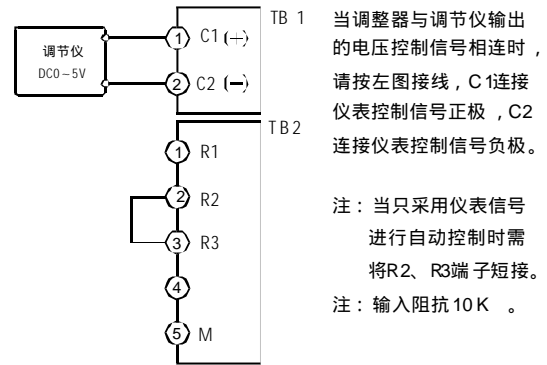 调节仪
DC0~5V
1 C1 (+)
2 C2 (-)
TB 1
TB2
1 R1
2 R2
3 R3
4
5 M
当调整器与调节仪输出
的电压控制信号相连时，
请按左图接线，C1连接
仪表控制信号正极，C2
连接仪表控制信号负极。
注：当只采用仪表信号
进行自动控制时需
将R2、R3端子短接。
注：输入阻抗10K 。